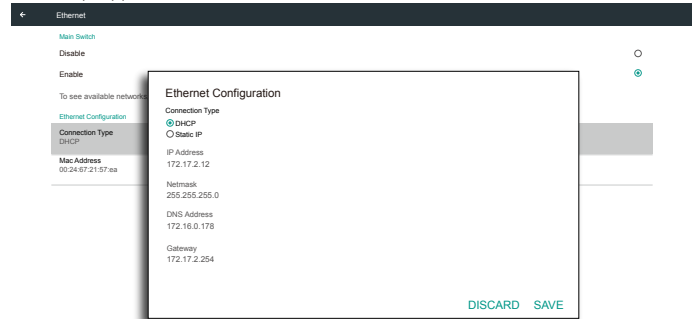 Ethernet
Main Switch
Disable
Enable
To see available networks
Ethernet Configuration
Connection Type
DHCP
Mac Address
00:24:67:21:57:ea
Ethernet Configuration
Connection Type
DHCP
Static IP
IP Address
172.17.2.12
Netmask
255.255.255.0
DNS Address
172.16.0.178
Gateway
172.17.2.254
DISCARD SAVE